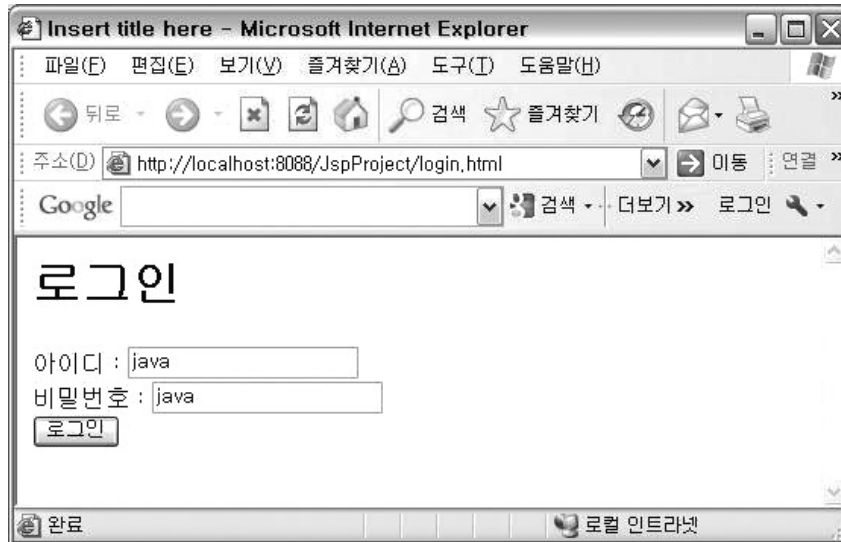 Insert title here - Microsoft Internet Explorer
파일(F) 편집(E) 보기(V) 즐겨찾기(A) 도구(T) 도움말(H)
뒤로 검색 즐겨찾기 »
주소(D) http://localhost:8088/JspProject/login.html 이동 연결 »
Google 검색 더보기 » 로그인
로그인
아이디 : java
비밀번호 : java
로그인
완료 로컬 인트라넷